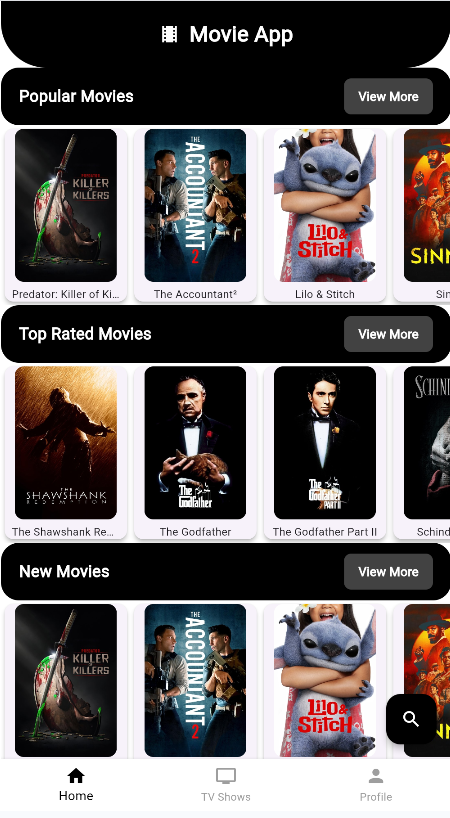 Movie App
Popular Movies
View More
PREDATOR
KILLER
OF
KILLERS
THE
ACCOUNTANT
2
Lilo &
Stitch
SINN
Predator: Killer of Ki...
The Accountant²
Lilo & Stitch
Sin
Top Rated Movies
View More
THE
SHAWSHANK
REDEMPTION
The
Godfather
The
Godfather
PART II
SCHIND
The Shawshank Re...
The Godfather
The Godfather Part II
Schind
New Movies
View More
PREDATOR
KILLER
OF
KILLERS
THE
ACCOUNTANT
2
Lilo &
Stitch
NN
Home
TV Shows
Profile